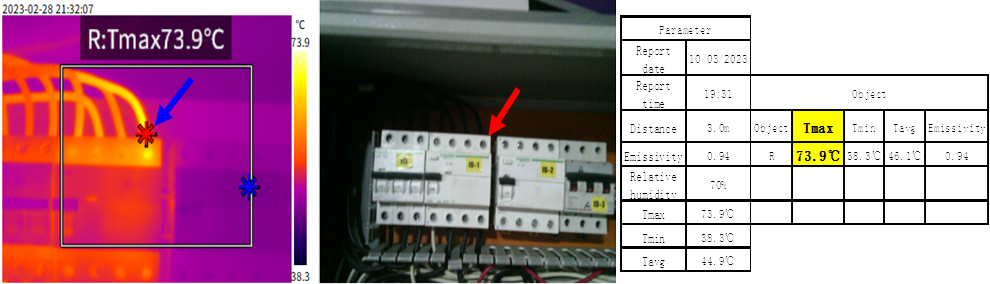 2023-02-28 21:32:07
R:Tmax73.9℃
℃
73.9
38.3
IG-1
IG-2
IG-3
Parameter
Report date 10/03/2023
Report time 19:31 Object
Distance 3.0m Object Tmax Tmin Tavg Emissivity
Emissivity 0.94 R 73.9℃ 38.3℃ 46.1℃ 0.94
Relative humidity 70%
Tmax 73.9℃
Tmin 38.3℃
Tavg 44.9℃